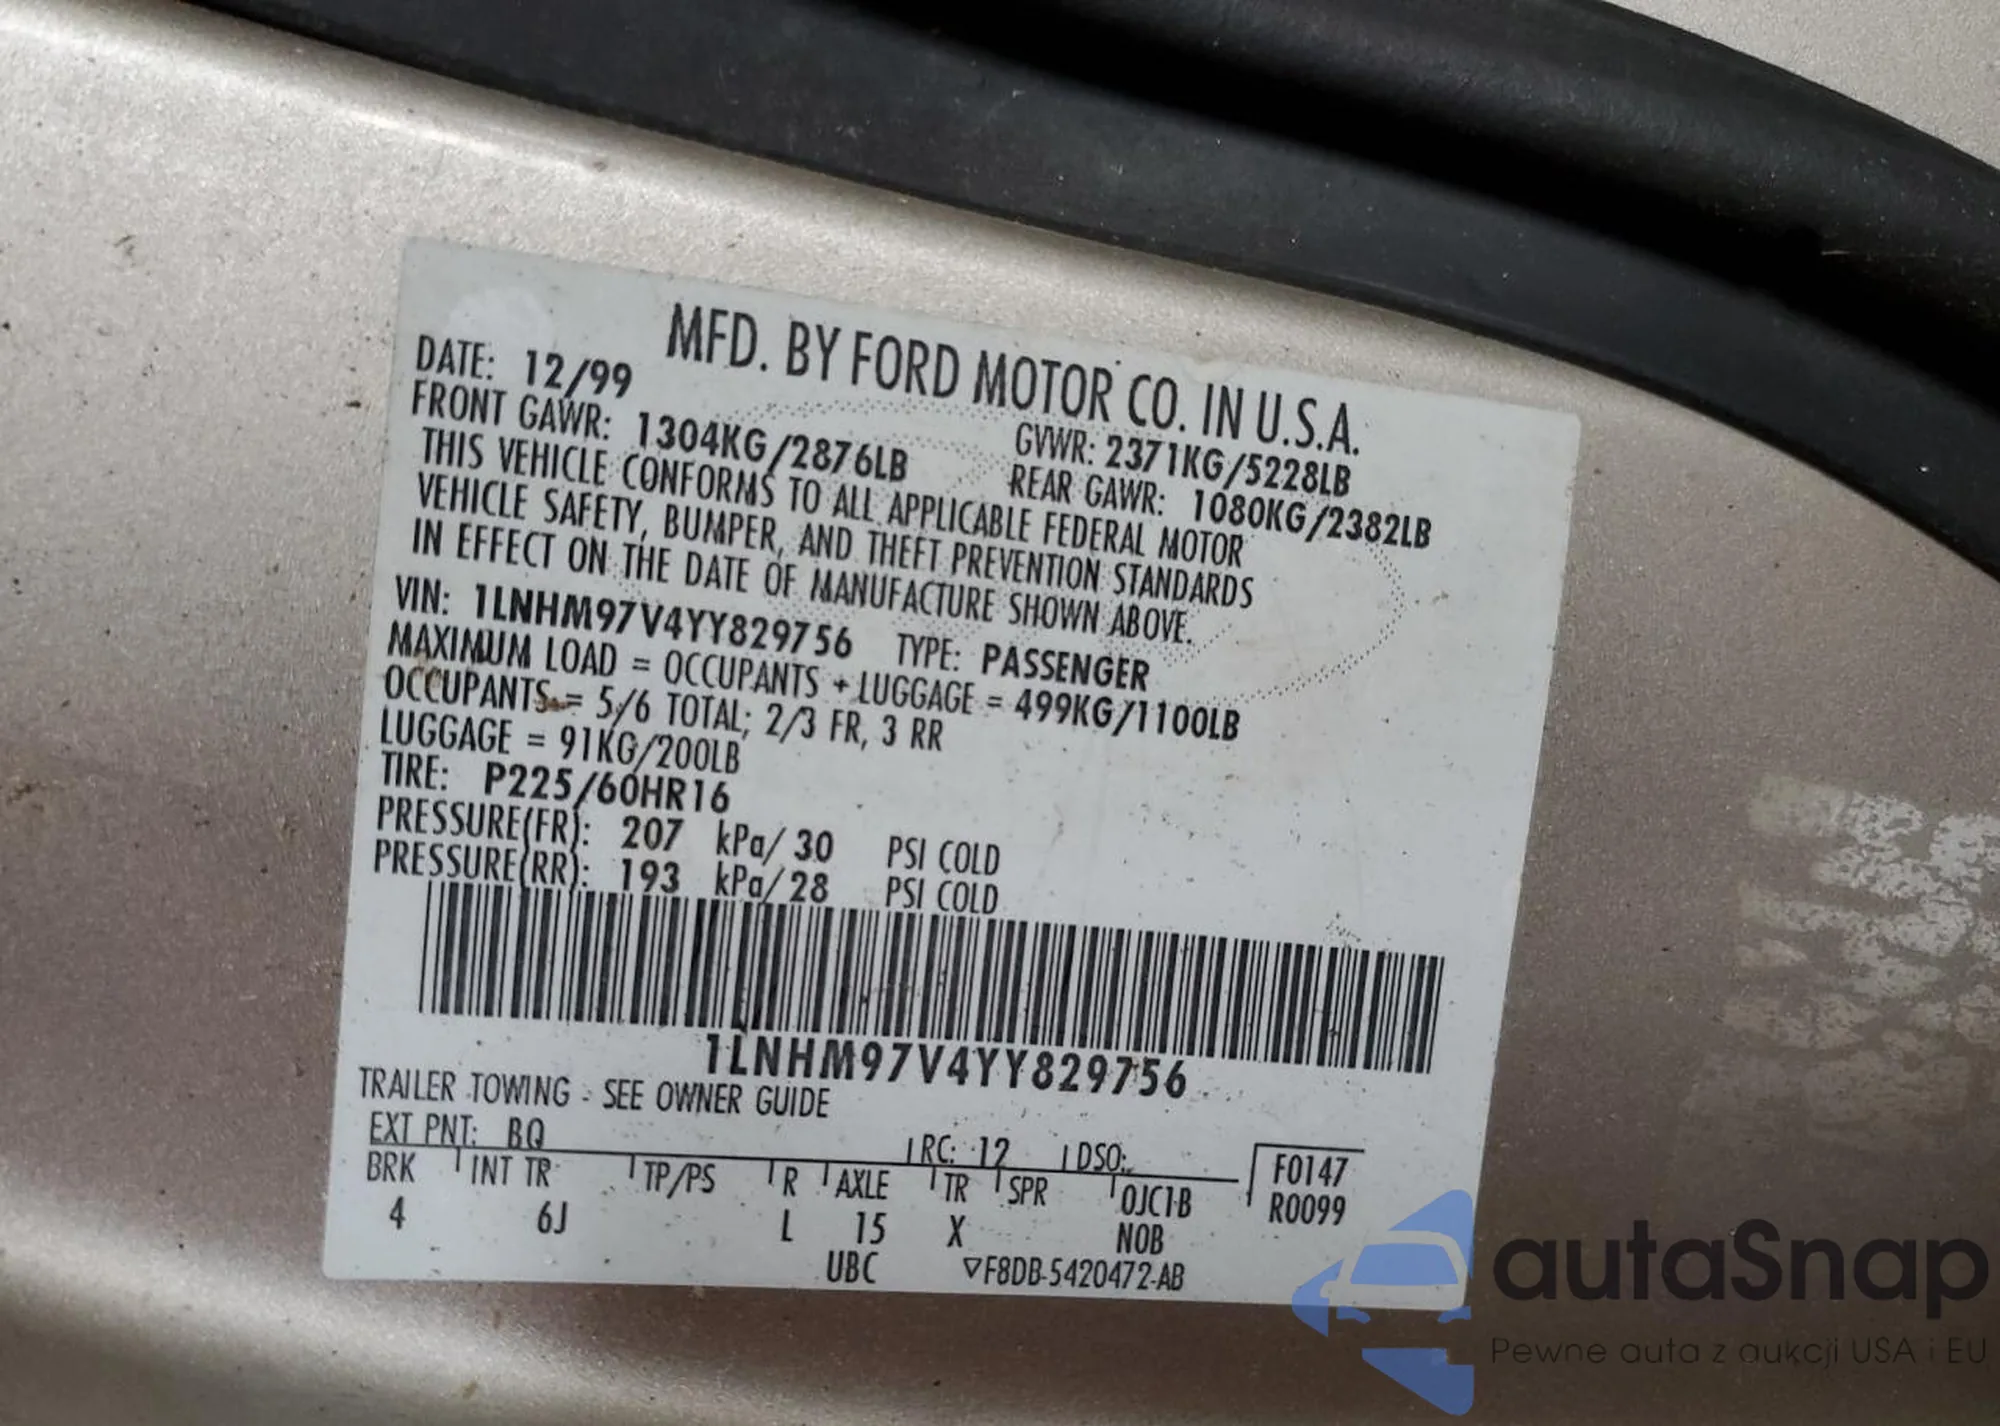 MFD. BY FORD MOTOR CO. IN U.S.A.
DATE: 12/99 GVWR: 2371KG/5228LB
FRONT GAWR: 1304KG/2876LB REAR GAWR: 1080KG/2382LB
THIS VEHICLE CONFORMS TO ALL APPLICABLE FEDERAL MOTOR
VEHICLE SAFETY, BUMPER, AND THEFT PREVENTION STANDARDS
IN EFFECT ON THE DATE OF MANUFACTURE SHOWN ABOVE.
VIN: 1LNHM97V4YY829756 TYPE: PASSENGER
MAXIMUM LOAD = OCCUPANTS + LUGGAGE = 499KG/1100LB
OCCUPANTS = 5/6 TOTAL; 2/3 FR, 3 RR
LUGGAGE = 91KG/200LB
TIRE: P225/60HR16
PRESSURE(FR): 207 kPa/ 30 PSI COLD
PRESSURE(RR): 193 kPa/ 28 PSI COLD
1LNHM97V4YY829756
TRAILER TOWING - SEE OWNER GUIDE
EXT PNT: BQ RC: 12 DSO: F0147
BRK INT TR TP/PS R AXLE TR SPR 0JC1B R0099
4 6J L 15 X NOB
UBC ▽F8DB-5420472-AB
autaSnap
Pewne auta z aukcji USA i EU